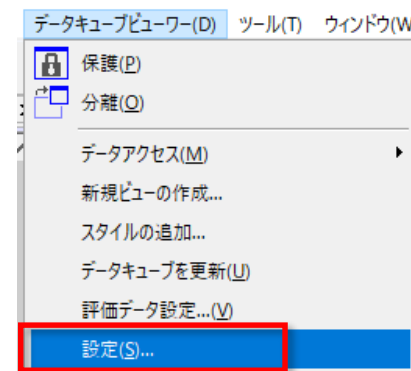 データキューブビューワー(D) ツール(T) ウィンドウ(W
保護(P)
分離(O)
データアクセス(M)
新規ビューの作成...
スタイルの追加...
データキューブを更新(U)
評価データ設定...(V)
設定(S)...